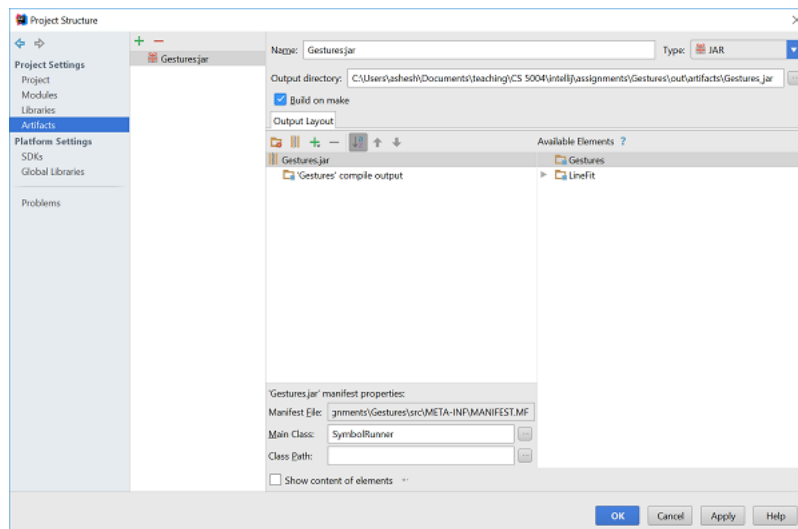 Project Structure
Project Settings
Project
Modules
Libraries
Artifacts
Platform Settings
SDKs
Global Libraries
Problems
Gestures:jar
Name: Gestures.jar
Type: JAR
Output directory: C:\Users\ashesh\Documents\teaching\CS 5004\intellij\assignments\Gestures\out\artifacts\Gestures_jar
Build on make
Output Layout
Available Elements ?
Gestures.jar
'Gestures' compile output
Gestures
LineFit
'Gestures.jar' manifest properties:
Manifest File: gnments\Gestures\src\META-INF\MANIFEST.MF
Main Class: SymbolRunner
Class Path:
Show content of elements
OK
Cancel
Apply
Help